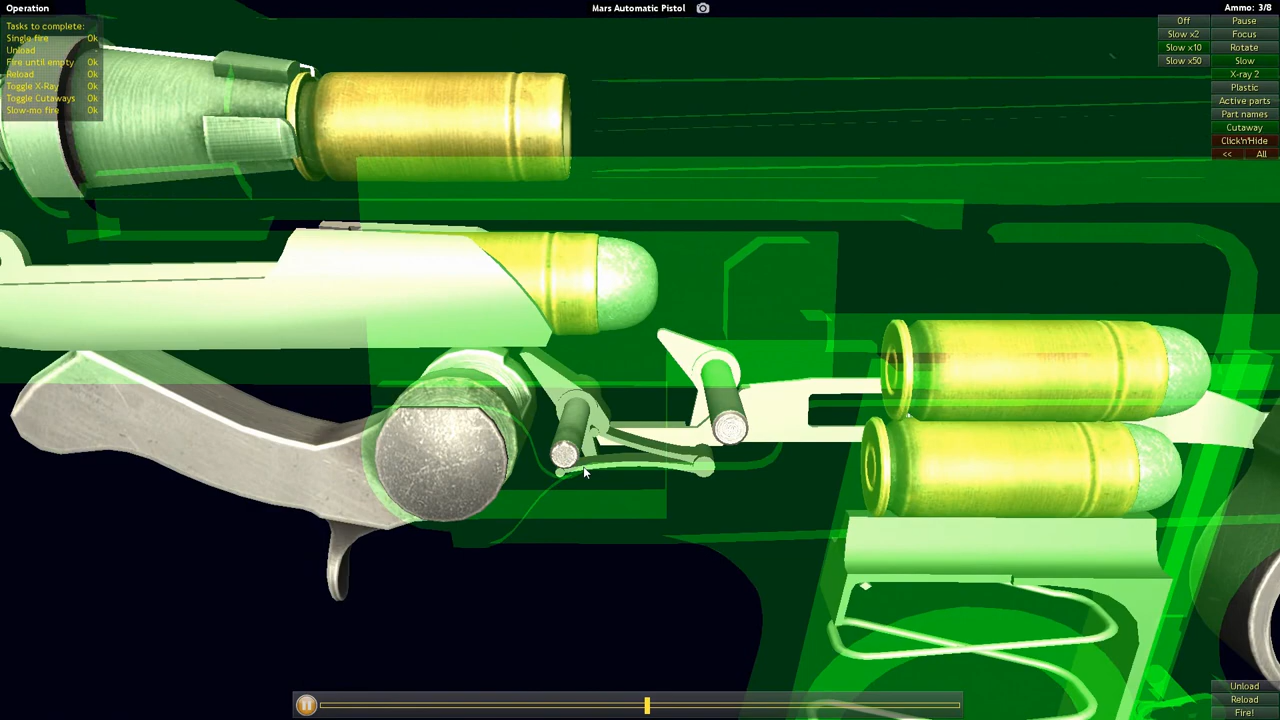 Operation
Mars Automatic Pistol
Ammo: 3/8
Tasks to complete:
Single fire Ok
Unload
Fire until empty Ok
Reload Ok
Toggle X-Ray Ok
Toggle Cutaways Ok
Slow-mo fire Ok
Off
Slow x2
Slow x10
Slow x50
Pause
Focus
Rotate
Slow
X-ray 2
Plastic
Active parts
Part names
Cutaway
Click'n'Hide
<< All
Unload
Reload
Fire!